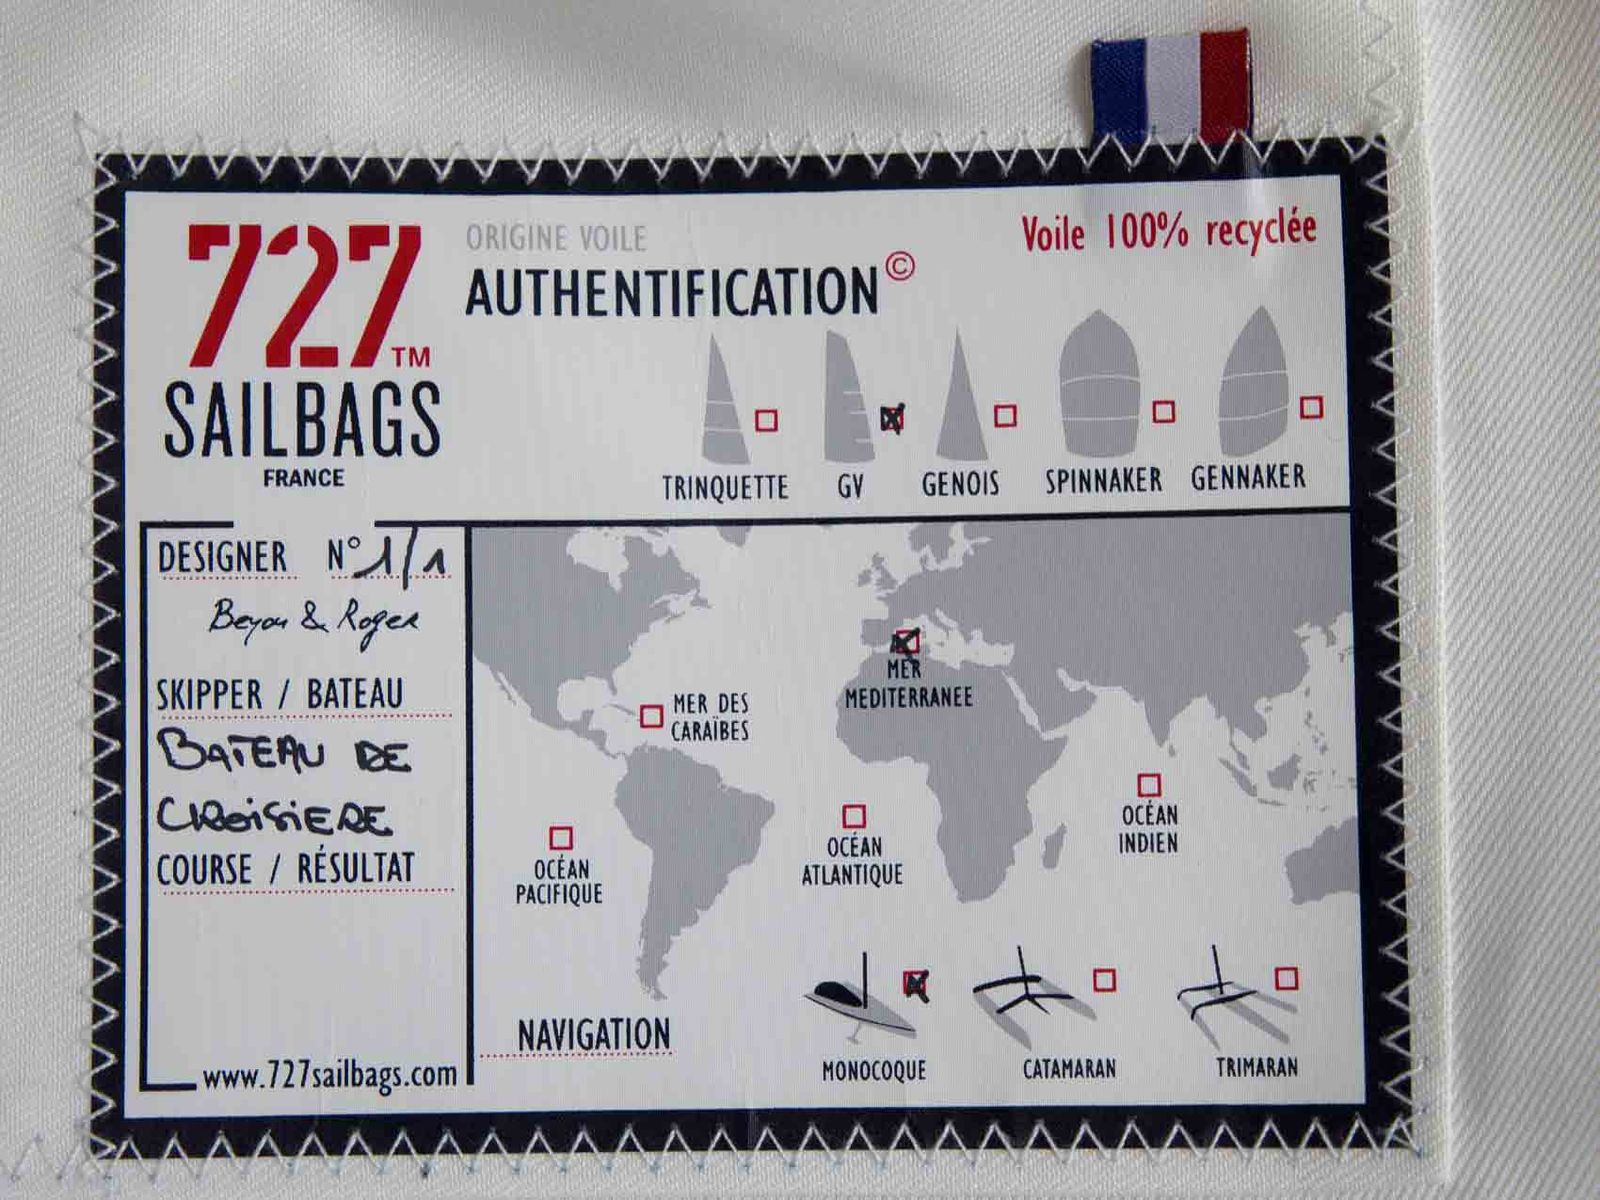 727™
SAILBAGS
FRANCE
ORIGINE VOILE
AUTHENTIFICATION©
Voile 100% recyclée
TRINQUETTE
GV
GENOIS
SPINNAKER
GENNAKER
DESIGNER N° 1/1
Beyou & Roger
SKIPPER / BATEAU
BATEAU DE
CROISIERE
COURSE / RÉSULTAT
www.727sailbags.com
MER
MEDITERRANEE
MER DES
CARAÏBES
OCÉAN
PACIFIQUE
OCÉAN
ATLANTIQUE
OCÉAN
INDIEN
NAVIGATION
MONOCOQUE
CATAMARAN
TRIMARAN